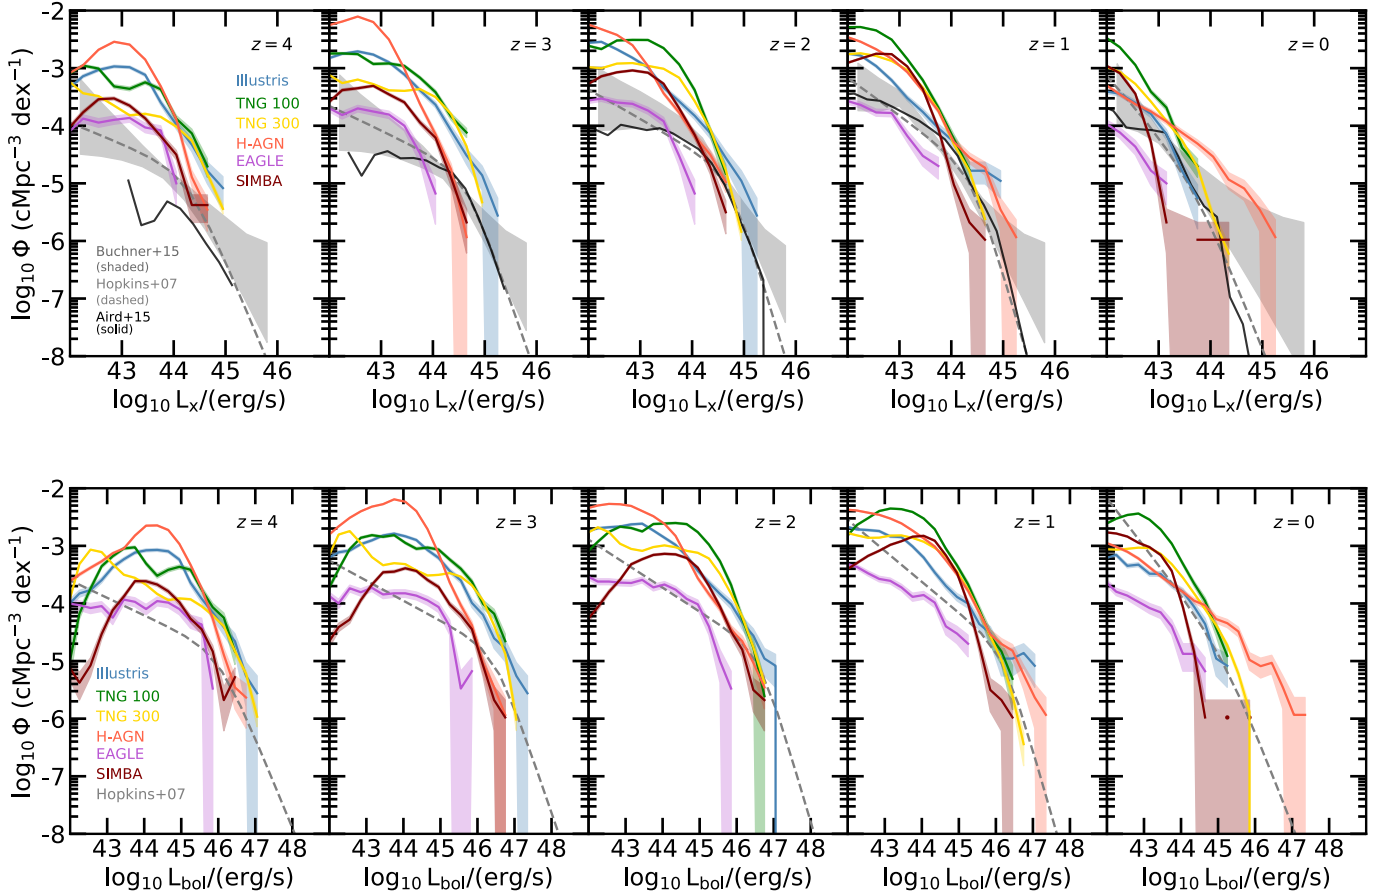 -2
-3
-4
-5
-6
-7
-8
log₁₀ Φ (cMpc⁻³ dex⁻¹)
z = 4
Illustris
TNG 100
TNG 300
H-AGN
EAGLE
SIMBA
Buchner+15
(shaded)
Hopkins+07
(dashed)
Aird+15
(solid)
z = 3
z = 2
z = 1
z = 0
43 44 45 46
43 44 45 46
43 44 45 46
43 44 45 46
43 44 45 46
log₁₀ Lₓ/(erg/s)
log₁₀ Lₓ/(erg/s)
log₁₀ Lₓ/(erg/s)
log₁₀ Lₓ/(erg/s)
log₁₀ Lₓ/(erg/s)
-2
-3
-4
-5
-6
-7
-8
log₁₀ Φ (cMpc⁻³ dex⁻¹)
z = 4
Illustris
TNG 100
TNG 300
H-AGN
EAGLE
SIMBA
Hopkins+07
z = 3
z = 2
z = 1
z = 0
43 44 45 46 47 48
43 44 45 46 47 48
43 44 45 46 47 48
43 44 45 46 47 48
43 44 45 46 47 48
log₁₀ L_bol/(erg/s)
log₁₀ L_bol/(erg/s)
log₁₀ L_bol/(erg/s)
log₁₀ L_bol/(erg/s)
log₁₀ L_bol/(erg/s)